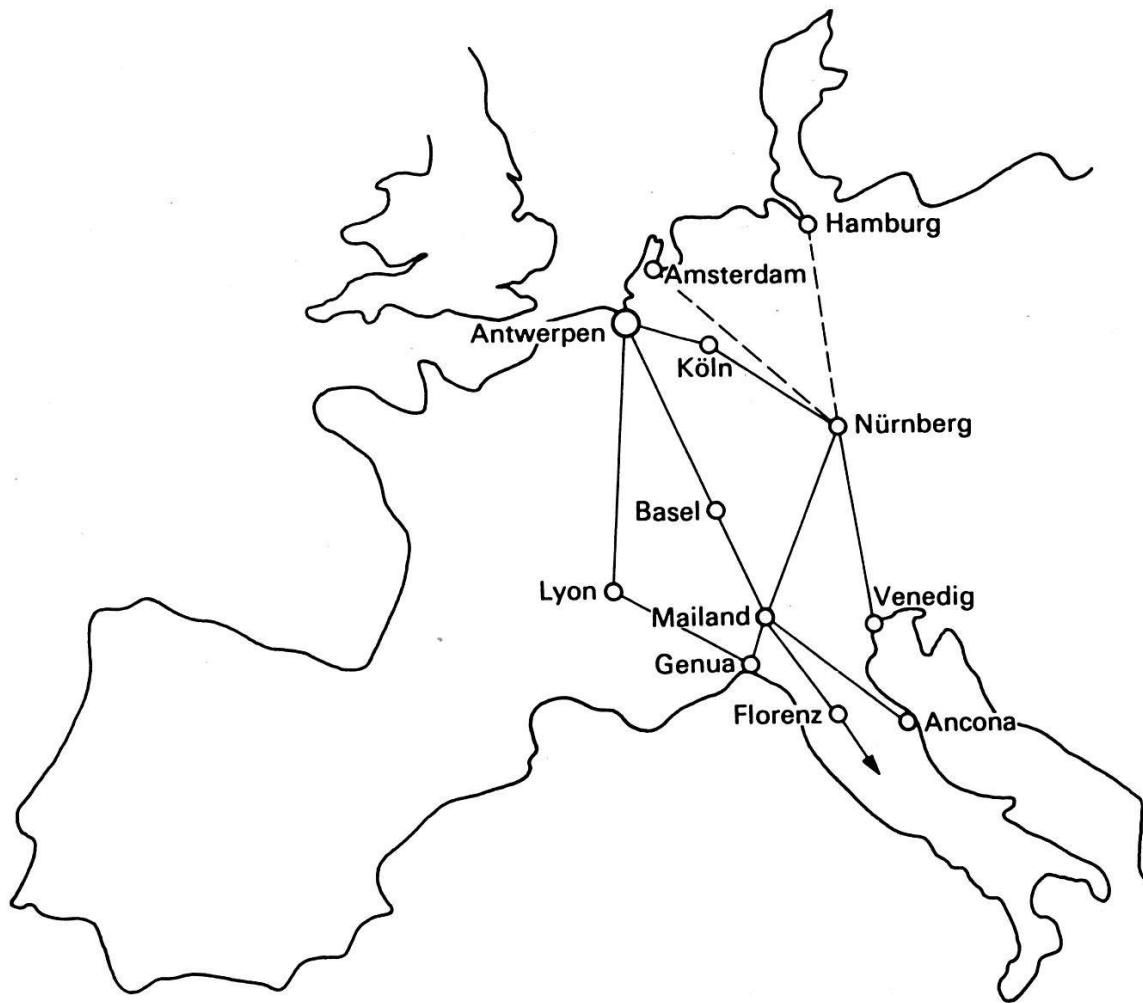 Hamburg
Amsterdam
Antwerpen
Köln
Nürnberg
Basel
Lyon
Venedig
Mailand
Genua
Florenz
Ancona